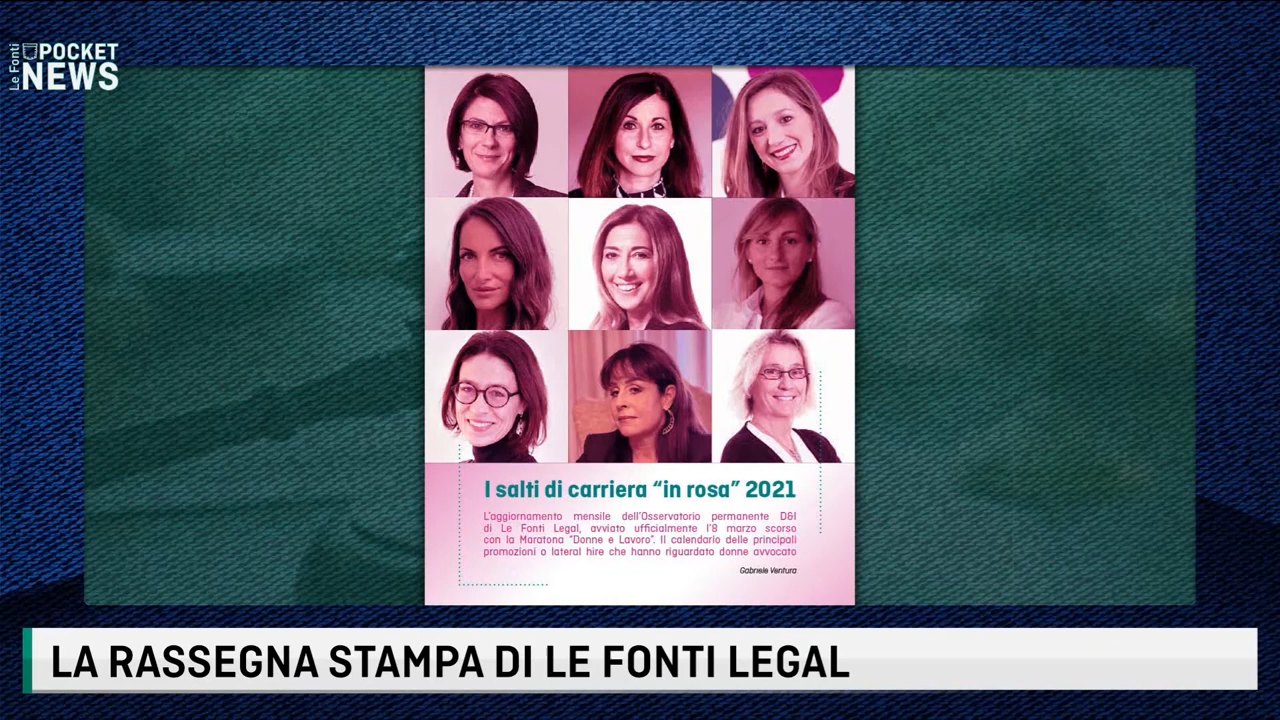 Le Fonti
POCKET
NEWS
I salti di carriera “in rosa” 2021
L'aggiornamento mensile dell'Osservatorio permanente D&I
di Le Fonti Legal, avviato ufficialmente l'8 marzo scorso
con la Maratona “Donne e Lavoro”. Il calendario delle principali
promozioni o lateral hire che hanno riguardato donne avvocato
Gabriele Ventura
LA RASSEGNA STAMPA DI LE FONTI LEGAL